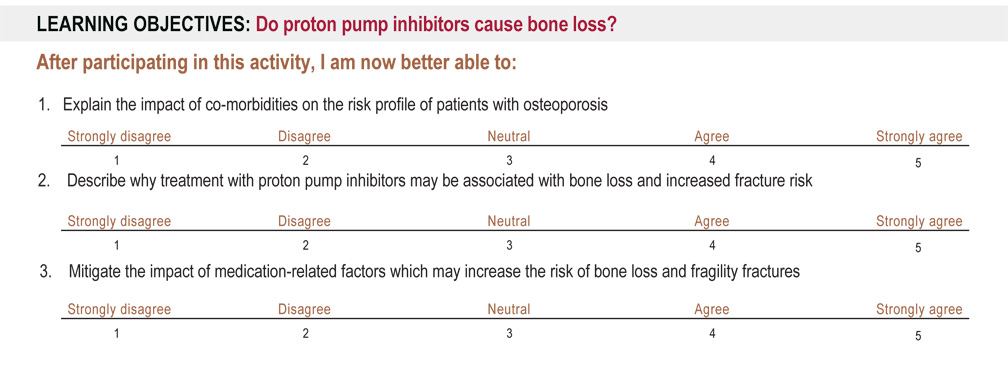 LEARNING OBJECTIVES: Do proton pump inhibitors cause bone loss?
After participating in this activity, I am now better able to:
1. Explain the impact of co-morbidities on the risk profile of patients with osteoporosis
Strongly disagree Disagree Neutral Agree Strongly agree
1 2 3 4 5
2. Describe why treatment with proton pump inhibitors may be associated with bone loss and increased fracture risk
Strongly disagree Disagree Neutral Agree Strongly agree
1 2 3 4 5
3. Mitigate the impact of medication-related factors which may increase the risk of bone loss and fragility fractures
Strongly disagree Disagree Neutral Agree Strongly agree
1 2 3 4 5